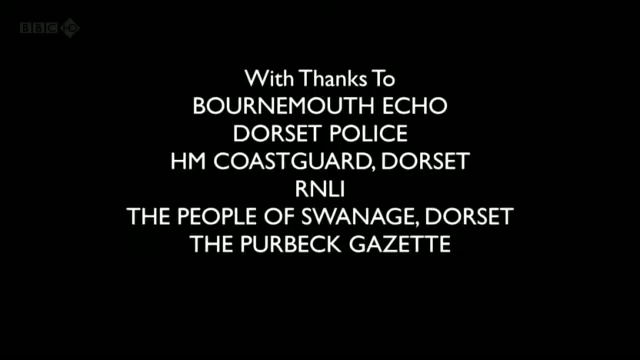 BBC HD
With Thanks To
BOURNEMOUTH ECHO
DORSET POLICE
HM COASTGUARD, DORSET
RNLI
THE PEOPLE OF SWANAGE, DORSET
THE PURBECK GAZETTE